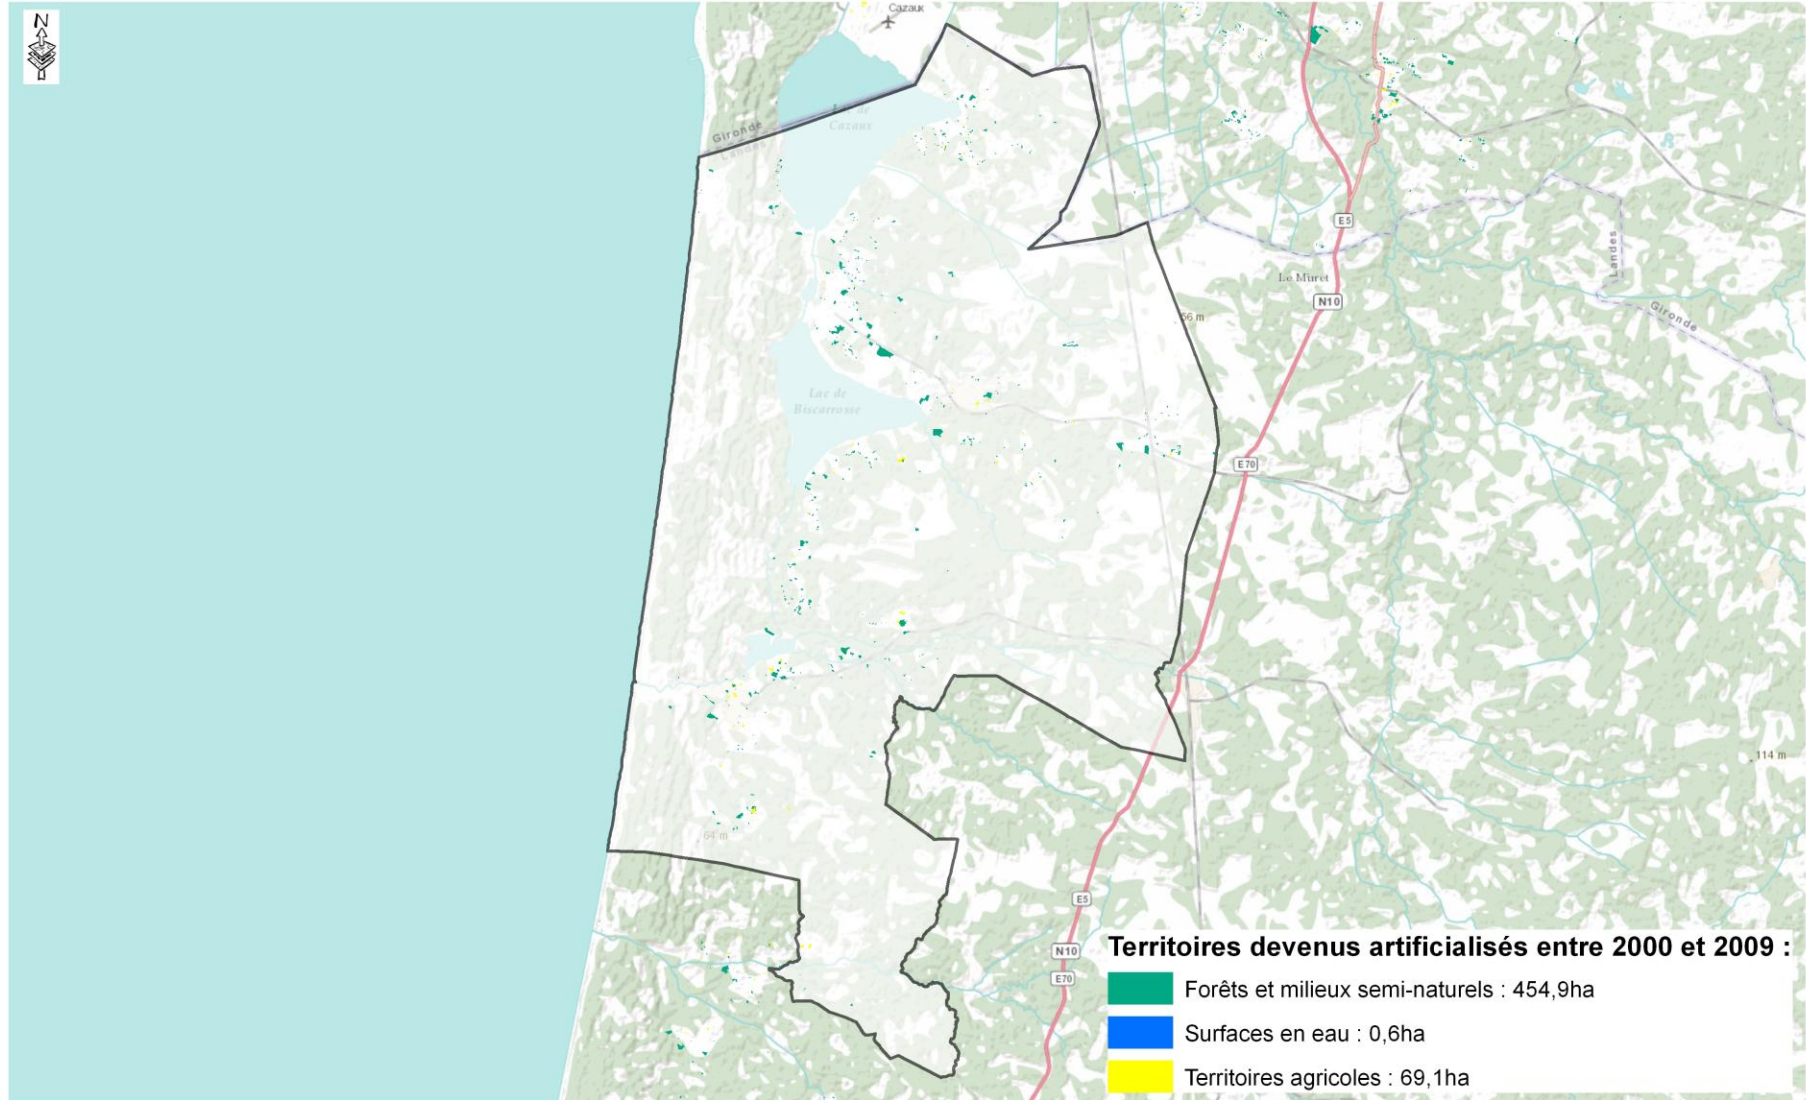 N
Cazaux
Lac de
Cazaux
Gironde
Landes
E5
Landes
Le Muret
N10
Gironde
56 m
Lac de
Biscarrosse
E70
114 m
64 m
E5
N10
E70
Territoires devenus artificialisés entre 2000 et 2009 :
Forêts et milieux semi-naturels : 454,9ha
Surfaces en eau : 0,6ha
Territoires agricoles : 69,1ha